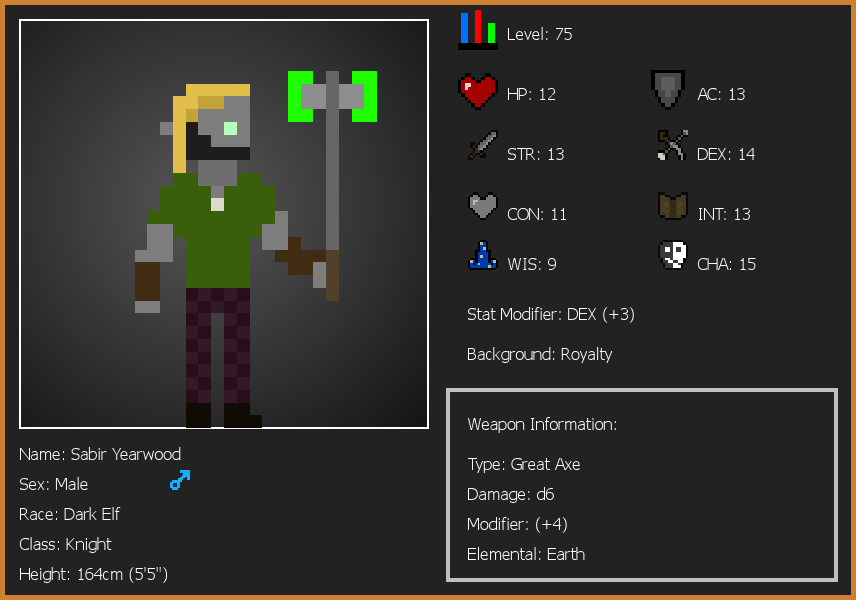 Level: 75
HP: 12
AC: 13
STR: 13
DEX: 14
CON: 11
INT: 13
WIS: 9
CHA: 15
Stat Modifier: DEX (+3)
Background: Royalty
Weapon Information:
Type: Great Axe
Damage: d6
Modifier: (+4)
Elemental: Earth
Name: Sabir Yearwood
Sex: Male
Race: Dark Elf
Class: Knight
Height: 164cm (5'5")